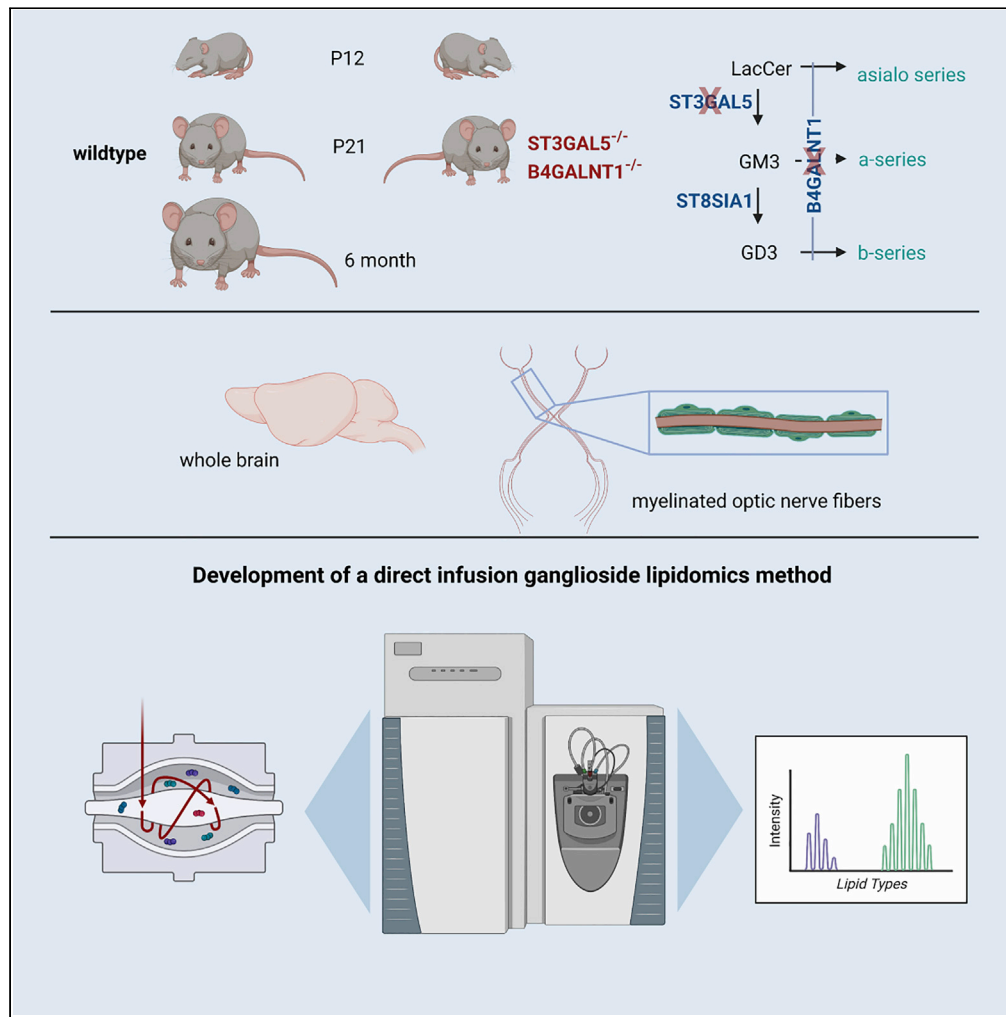 P12
LacCer
asialo series
ST3GAL5
wildtype
P21
ST3GAL5-/-
B4GALNT1-/-
GM3
a-series
B4GALNT1
ST8SIA1
6 month
GD3
b-series
whole brain
myelinated optic nerve fibers
Development of a direct infusion ganglioside lipidomics method
Intensity
Lipid Types